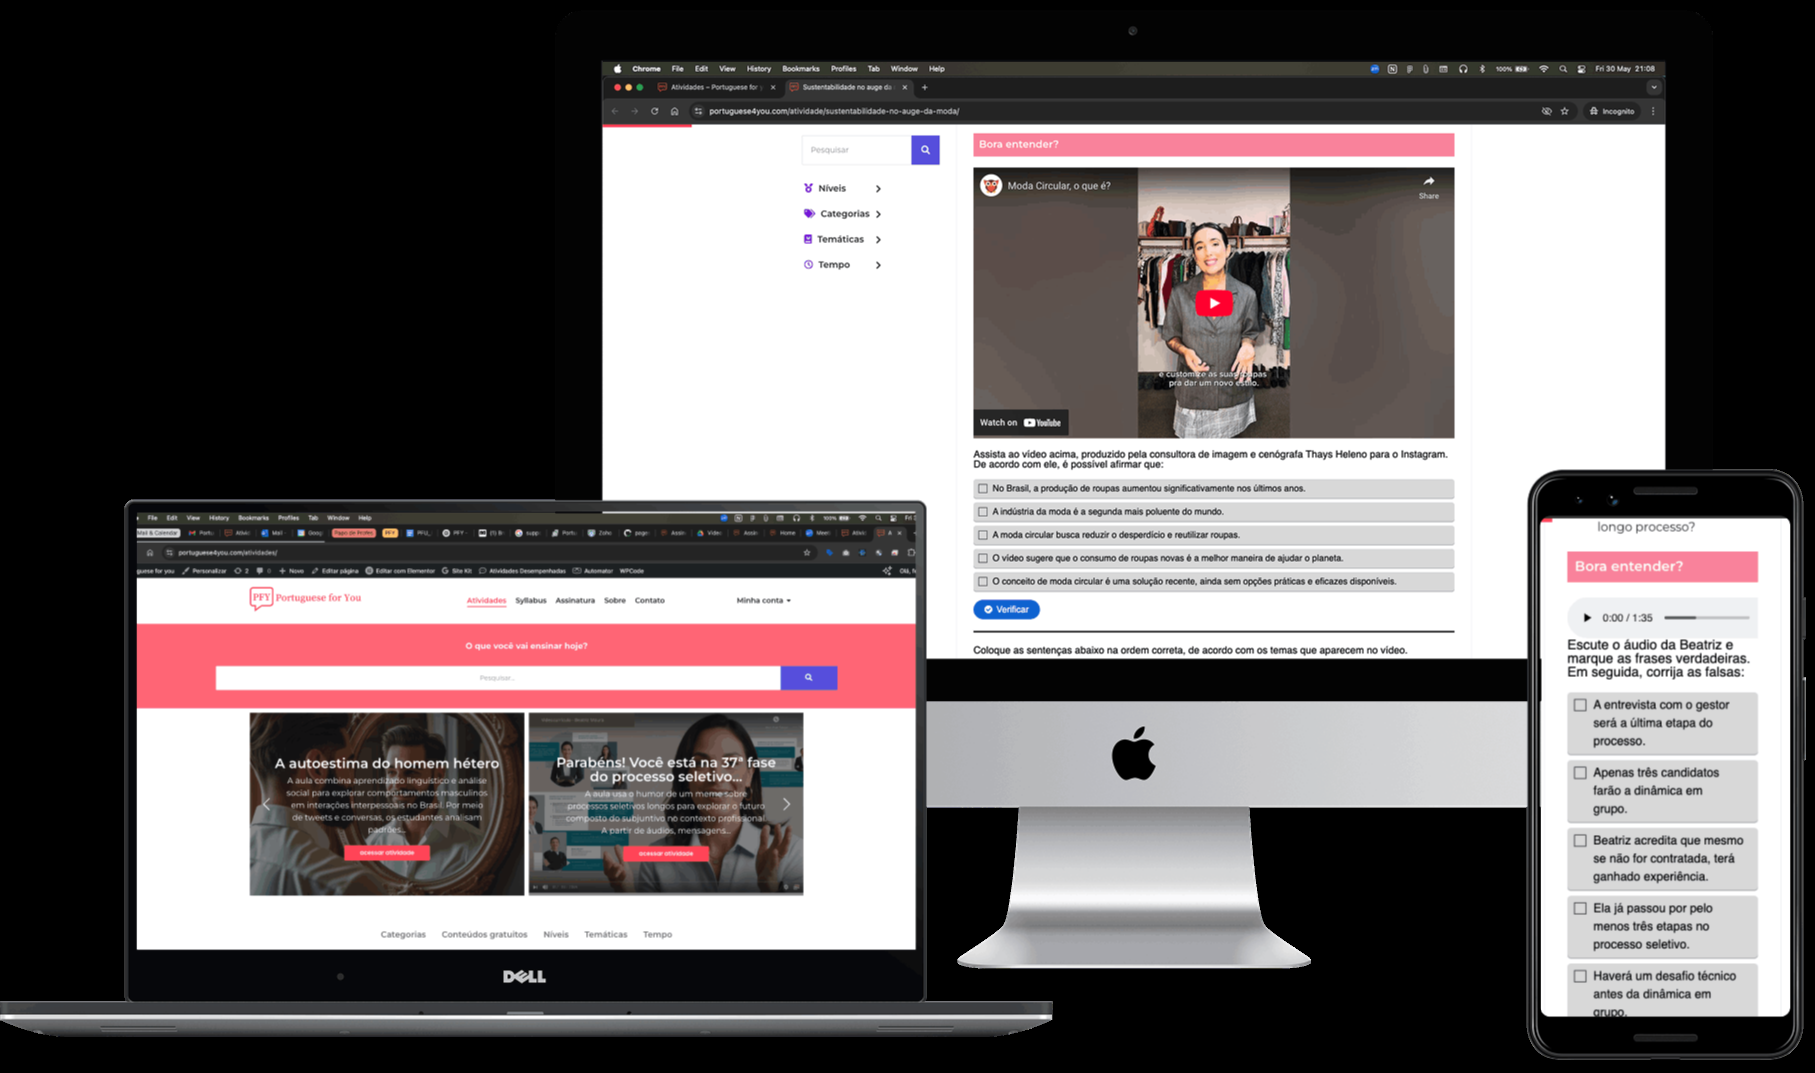 Chrome File Edit View History Bookmarks Profiles Tab Window Help
100% Fri 30 May 21:08
Atividades – Portuguese for
Sustentabilidade no auge da
portuguese4you.com/atividade/sustentabilidade-no-auge-da-moda/
Incognito
Pesquisar
Níveis
Categorias
Temáticas
Tempo
Bora entender?
Moda Circular, o que é?
Share
e customize as suas roupas
pra dar um novo estilo.
Watch on YouTube
Assista ao vídeo acima, produzido pela consultora de imagem e cenógrafa Thays Heleno para o Instagram.
De acordo com ele, é possível afirmar que:
No Brasil, a produção de roupas aumentou significativamente nos últimos anos.
A indústria da moda é a segunda mais poluente do mundo.
A moda circular busca reduzir o desperdício e reutilizar roupas.
O vídeo sugere que o consumo de roupas novas é a melhor maneira de ajudar o planeta.
O conceito de moda circular é uma solução recente, ainda sem opções práticas e eficazes disponíveis.
Verificar
Coloque as sentenças abaixo na ordem correta, de acordo com os temas que aparecem no vídeo.
File Edit View History Bookmarks Profiles Tab Window Help
100%
portuguese4you.com/atividades/
guese for you Personalizar 2 0 Novo Editar página Editar com Elementor Site Kit Atividades Desempenhadas Automator WPCode
PFY Portuguese for You
Atividades Syllabus Assinatura Sobre Contato
Minha conta
O que você vai ensinar hoje?
Pesquisar...
A autoestima do homem hétero
A aula combina aprendizado linguístico e análise
social para explorar comportamentos masculinos
em interações interpessoais no Brasil. Por meio
de tweets e conversas, os estudantes analisam
padrões...
acessar atividade
Parabéns! Você está na 37ª fase
do processo seletivo...
A aula usa o humor de um meme sobre
processos seletivos longos para explorar o futuro
composto do subjuntivo no contexto profissional.
A partir de áudios, mensagens...
acessar atividade
Categorias Conteúdos gratuitos Níveis Temáticas Tempo
DELL
longo processo?
Bora entender?
0:00 / 1:35
Escute o áudio da Beatriz e
marque as frases verdadeiras.
Em seguida, corrija as falsas:
A entrevista com o gestor
será a última etapa do
processo.
Apenas três candidatos
farão a dinâmica em
grupo.
Beatriz acredita que mesmo
se não for contratada, terá
ganhado experiência.
Ela já passou por pelo
menos três etapas no
processo seletivo.
Haverá um desafio técnico
antes da dinâmica em
grupo.